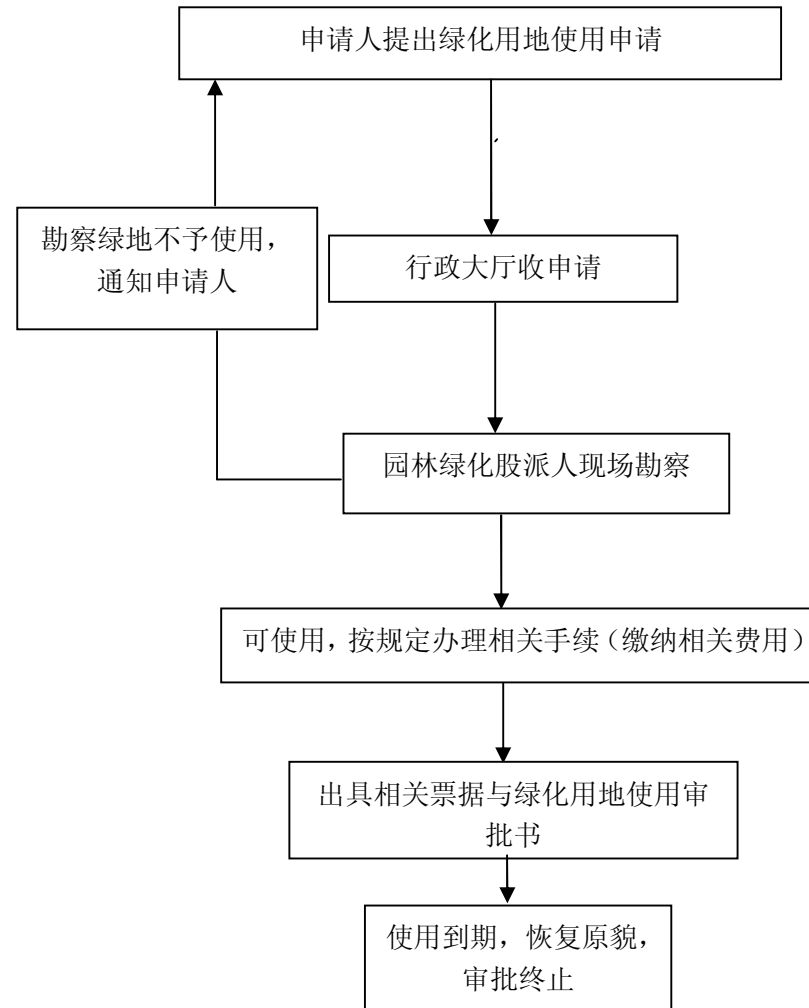 申请人提出绿化用地使用申请
勘察绿地不予使用，
通知申请人
行政大厅收申请
园林绿化股派人现场勘察
可使用，按规定办理相关手续（缴纳相关费用）
出具相关票据与绿化用地使用审
批书
使用到期，恢复原貌，
审批终止